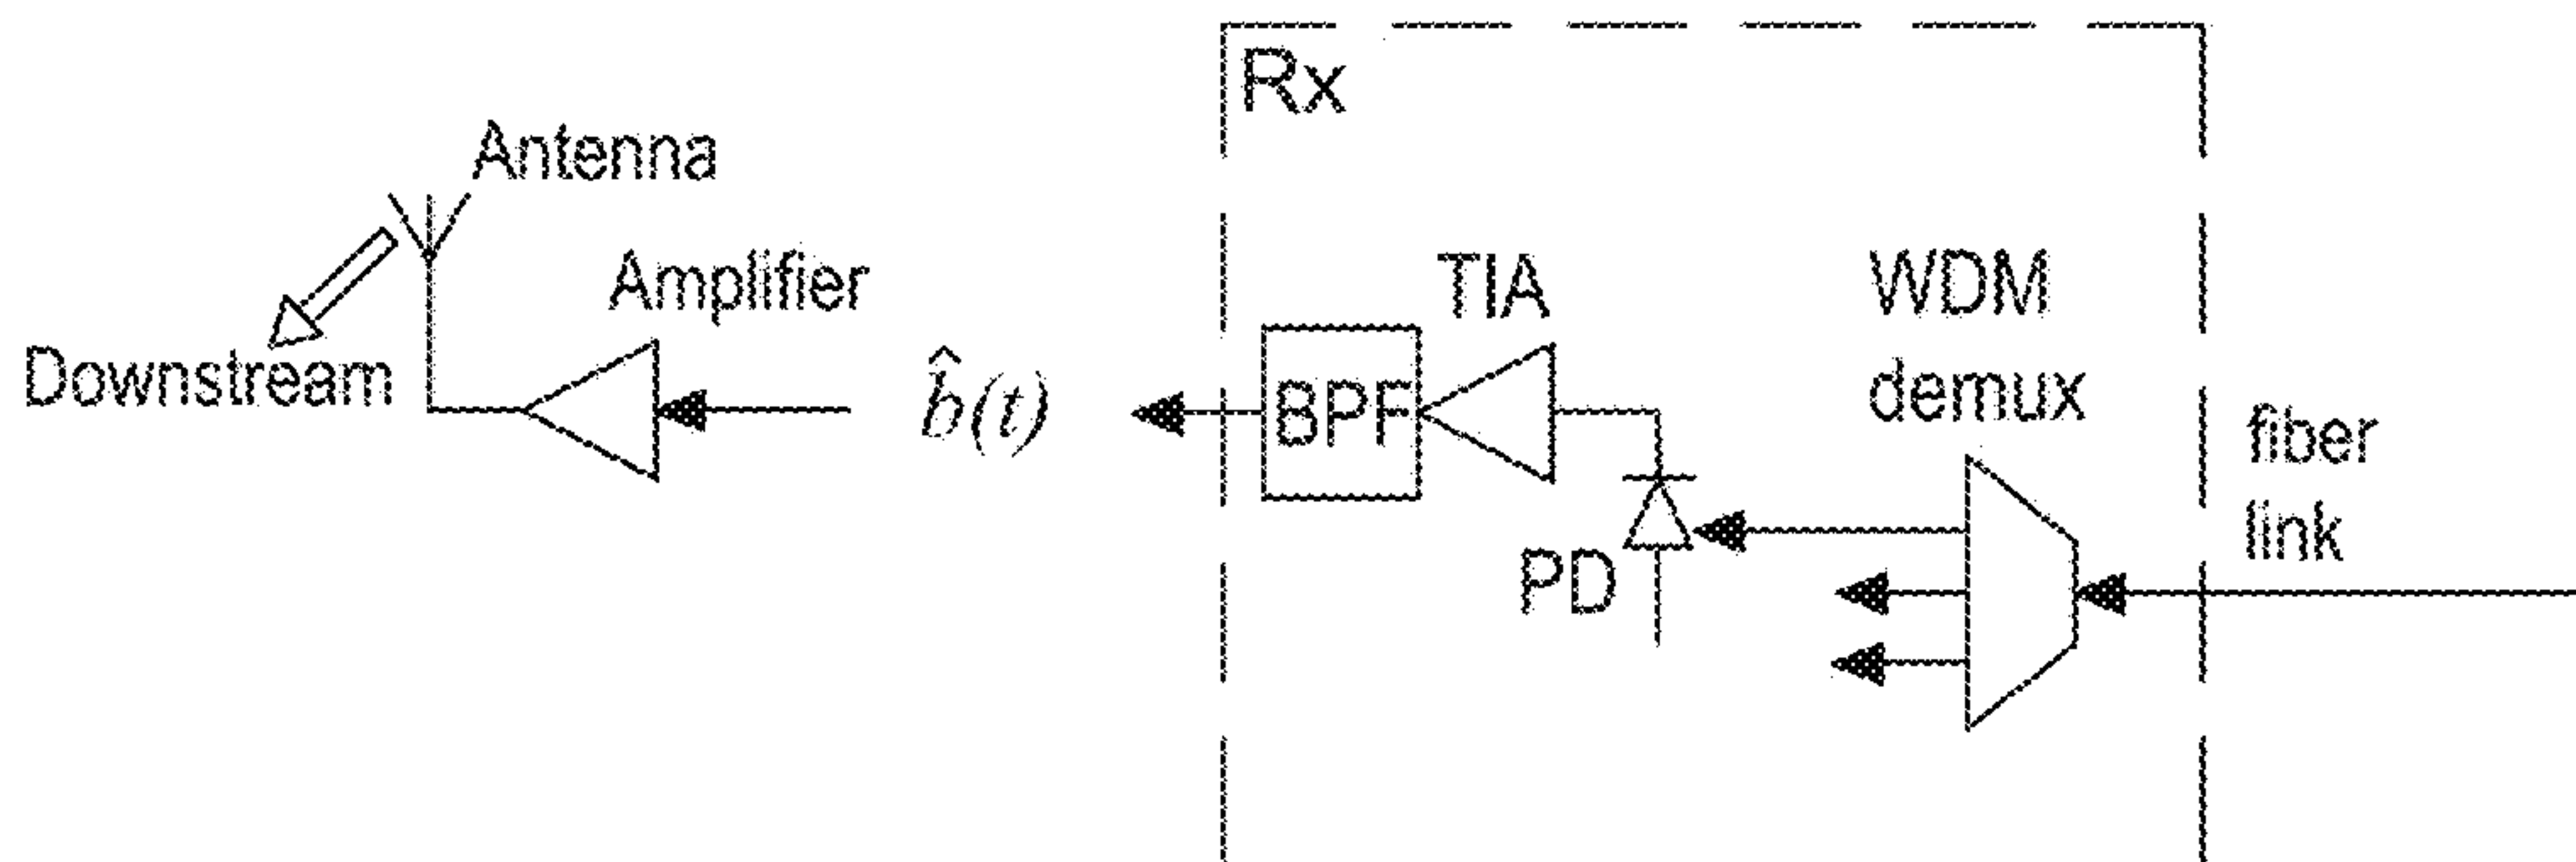 Rx
Antenna
Amplifier
TIA
WDM
demux
Downstream
b̂(t)
BPF
fiber
link
PD